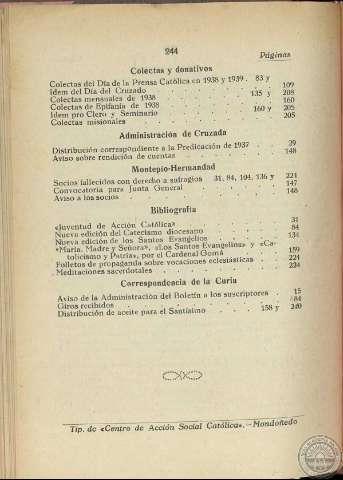 244
Páginas
Colectas y donativos
Colectas del Día de la Prensa Católica en 1938 y 1939 . 83 y 109
Idem del Día del Cruzado . . . . . 135 y 208
Colectas mensuales de 1938 . . . . . 160
Colectas de Epifanía de 1938 . . . . . 205
Idem pro Clero y Seminario . . . . . 160 y 205
Colectas misionales . . . . .
Administración de Cruzada
Distribución correspondiente a la Predicación de 1937 . . 39
Aviso sobre rendición de cuentas . . . . 148
Montepío-Hermandad
Socios fallecidos con derecho a sufragios 31, 84, 104, 136 y 224
Convocatoria para Junta General . . . . 147
Aviso a los socios . . . . . 148
Bibliografía
«Juventud de Acción Católica» . . . . 31
Nueva edición del Catecismo diocesano . . . . 84
Nueva edición de los Santos Evangelios . . . . 134
«María, Madre y Señora», «Los Santos Evangelios» y «Ca-
tolicismo y Patria», por el Cardenal Gomá . . . 159
Folletos de propaganda sobre vocaciones eclesiásticas . . 224
Meditaciones sacerdotales . . . . . 224
Correspondencia de la Curia
Aviso de la Administración del Boletín a los suscriptores . 15
Giros recibidos . . . . . 84
Distribución de aceite para el Santísimo . . . 158 y
Tip. de «Centro de Acción Social Católica».—Mondoñedo